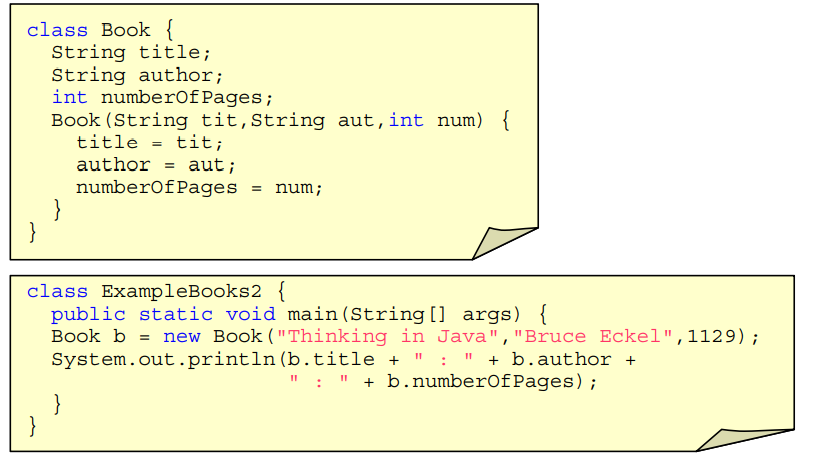 class Book {
  String title;
  String author;
  int numberOfPages;
  Book(String tit,String aut,int num) {
    title = tit;
    author = aut;
    numberOfPages = num;
  }
}
class ExampleBooks2 {
  public static void main(String[] args) {
  Book b = new Book("Thinking in Java","Bruce Eckel",1129);
  System.out.println(b.title + " : " + b.author +
                     " : " + b.numberOfPages);
  }
}